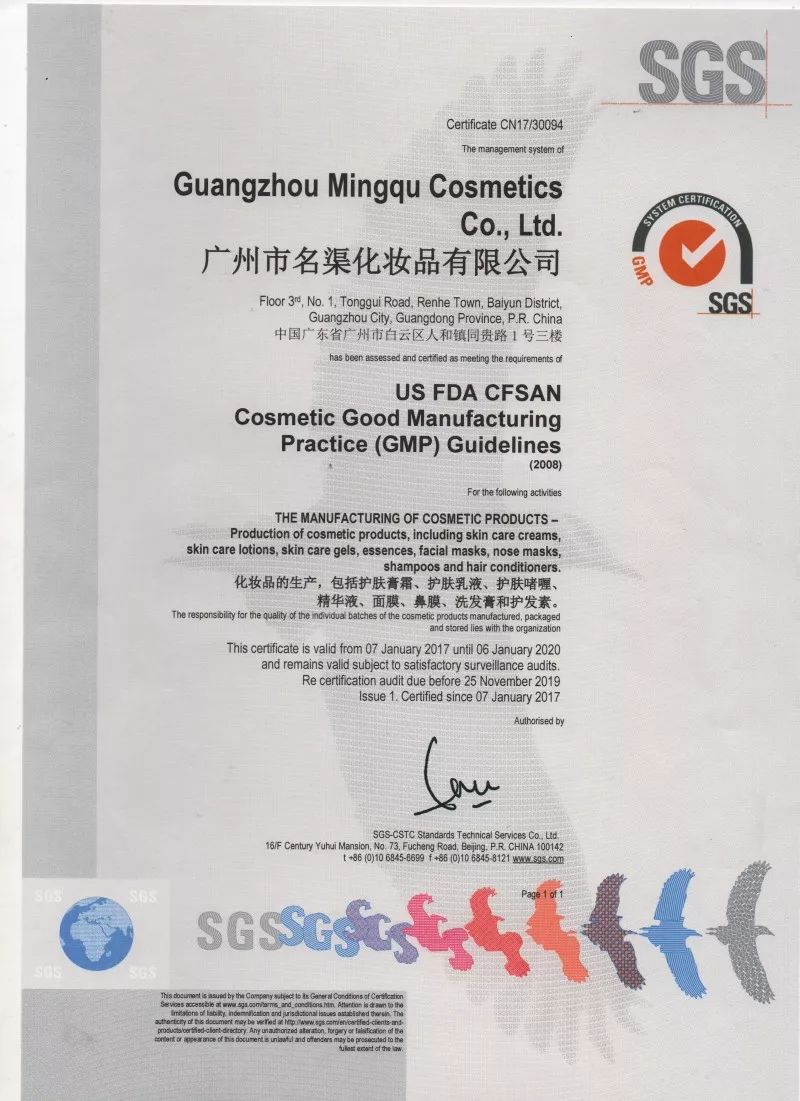 SGS
Certificate CN17/30094
The management system of
Guangzhou Mingqu Cosmetics
Co., Ltd.
广州市名渠化妆品有限公司
SYSTEM CERTIFICATION
GMP
SGS
Floor 3rd, No. 1, Tonggui Road, Renhe Town, Baiyun District,
Guangzhou City, Guangdong Province, P.R. China
中国广东省广州市白云区人和镇同贵路 1 号三楼
has been assessed and certified as meeting the requirements of
US FDA CFSAN
Cosmetic Good Manufacturing
Practice (GMP) Guidelines
(2008)
For the following activities
THE MANUFACTURING OF COSMETIC PRODUCTS –
Production of cosmetic products, including skin care creams,
skin care lotions, skin care gels, essences, facial masks, nose masks,
shampoos and hair conditioners.
化妆品的生产，包括护肤膏霜、护肤乳液、护肤啫喱、
精华液、面膜、鼻膜、洗发膏和护发素。
The responsibility for the quality of the individual batches of the cosmetic products manufactured, packaged
and stored lies with the organization
This certificate is valid from 07 January 2017 until 06 January 2020
and remains valid subject to satisfactory surveillance audits.
Re certification audit due before 25 November 2019
Issue 1. Certified since 07 January 2017
Authorised by
SGS-CSTC Standards Technical Services Co., Ltd.
16/F Century Yuhui Mansion, No. 73, Fucheng Road, Beijing, P.R. CHINA 100142
t +86 (0)10 6845-6699 f +86 (0)10 6845-8121 www.sgs.com
Page 1 of 1
SGS SGS
SGS SGS
SGS SGS SGS
This document is issued by the Company subject to its General Conditions of Certification
Services accessible at www.sgs.com/terms_and_conditions.htm. Attention is drawn to the
limitations of liability, indemnification and jurisdictional issues established therein. The
authenticity of this document may be verified at http://www.sgs.com/en/certified-clients-and-
products/certified-client-directory. Any unauthorized alteration, forgery or falsification of the
content or appearance of this document is unlawful and offenders may be prosecuted to the
fullest extent of the law.